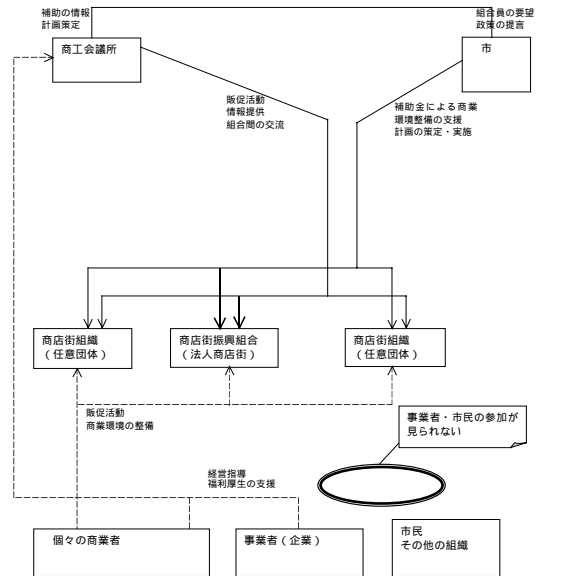 補助の情報
計画策定
組合員の要望
政策の提言
商工会議所
市
販促活動
情報提供
組合間の交流
補助金による商業
環境整備の支援
計画の策定・実施
商店街組織
（任意団体）
商店街振興組合
（法人商店街）
商店街組織
（任意団体）
販促活動
商業環境の整備
事業者・市民の参加が
見られない
経営指導
福利厚生の支援
個々の商業者
事業者（企業）
市民
その他の組織